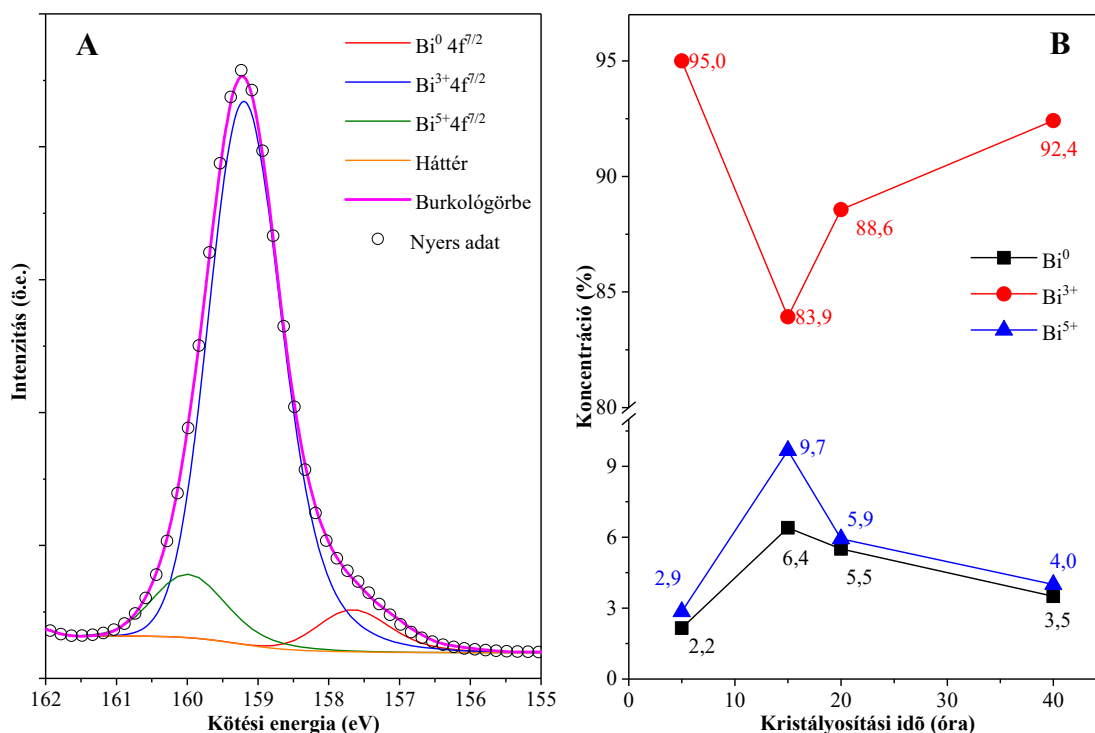 A
Bi⁰ 4f⁷/²
Bi³⁺4f⁷/²
Bi⁵⁺4f⁷/²
Háttér
Burkológörbe
Nyers adat
Intenzitás (ö.e.)
162 161 160 159 158 157 156 155
Kötési energia (eV)
B
95
90
85
80
9
6
3
0
Koncentráció (%)
95,0
92,4
88,6
83,9
Bi⁰
Bi³⁺
Bi⁵⁺
9,7
5,9
6,4
5,5
4,0
2,9
3,5
2,2
0 10 20 30 40
Kristályosítási idõ (óra)